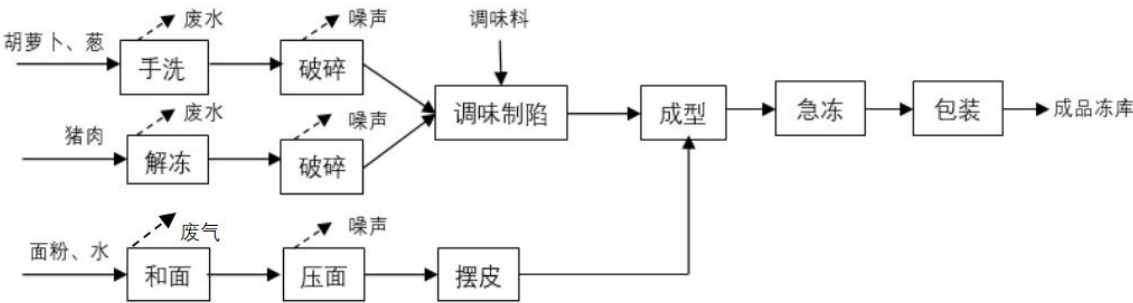 废水
噪声
调味料
胡萝卜、葱
手洗
破碎
废水
噪声
调味制陷
成型
急冻
包装
成品冻库
猪肉
解冻
破碎
废气
噪声
面粉、水
和面
压面
摆皮